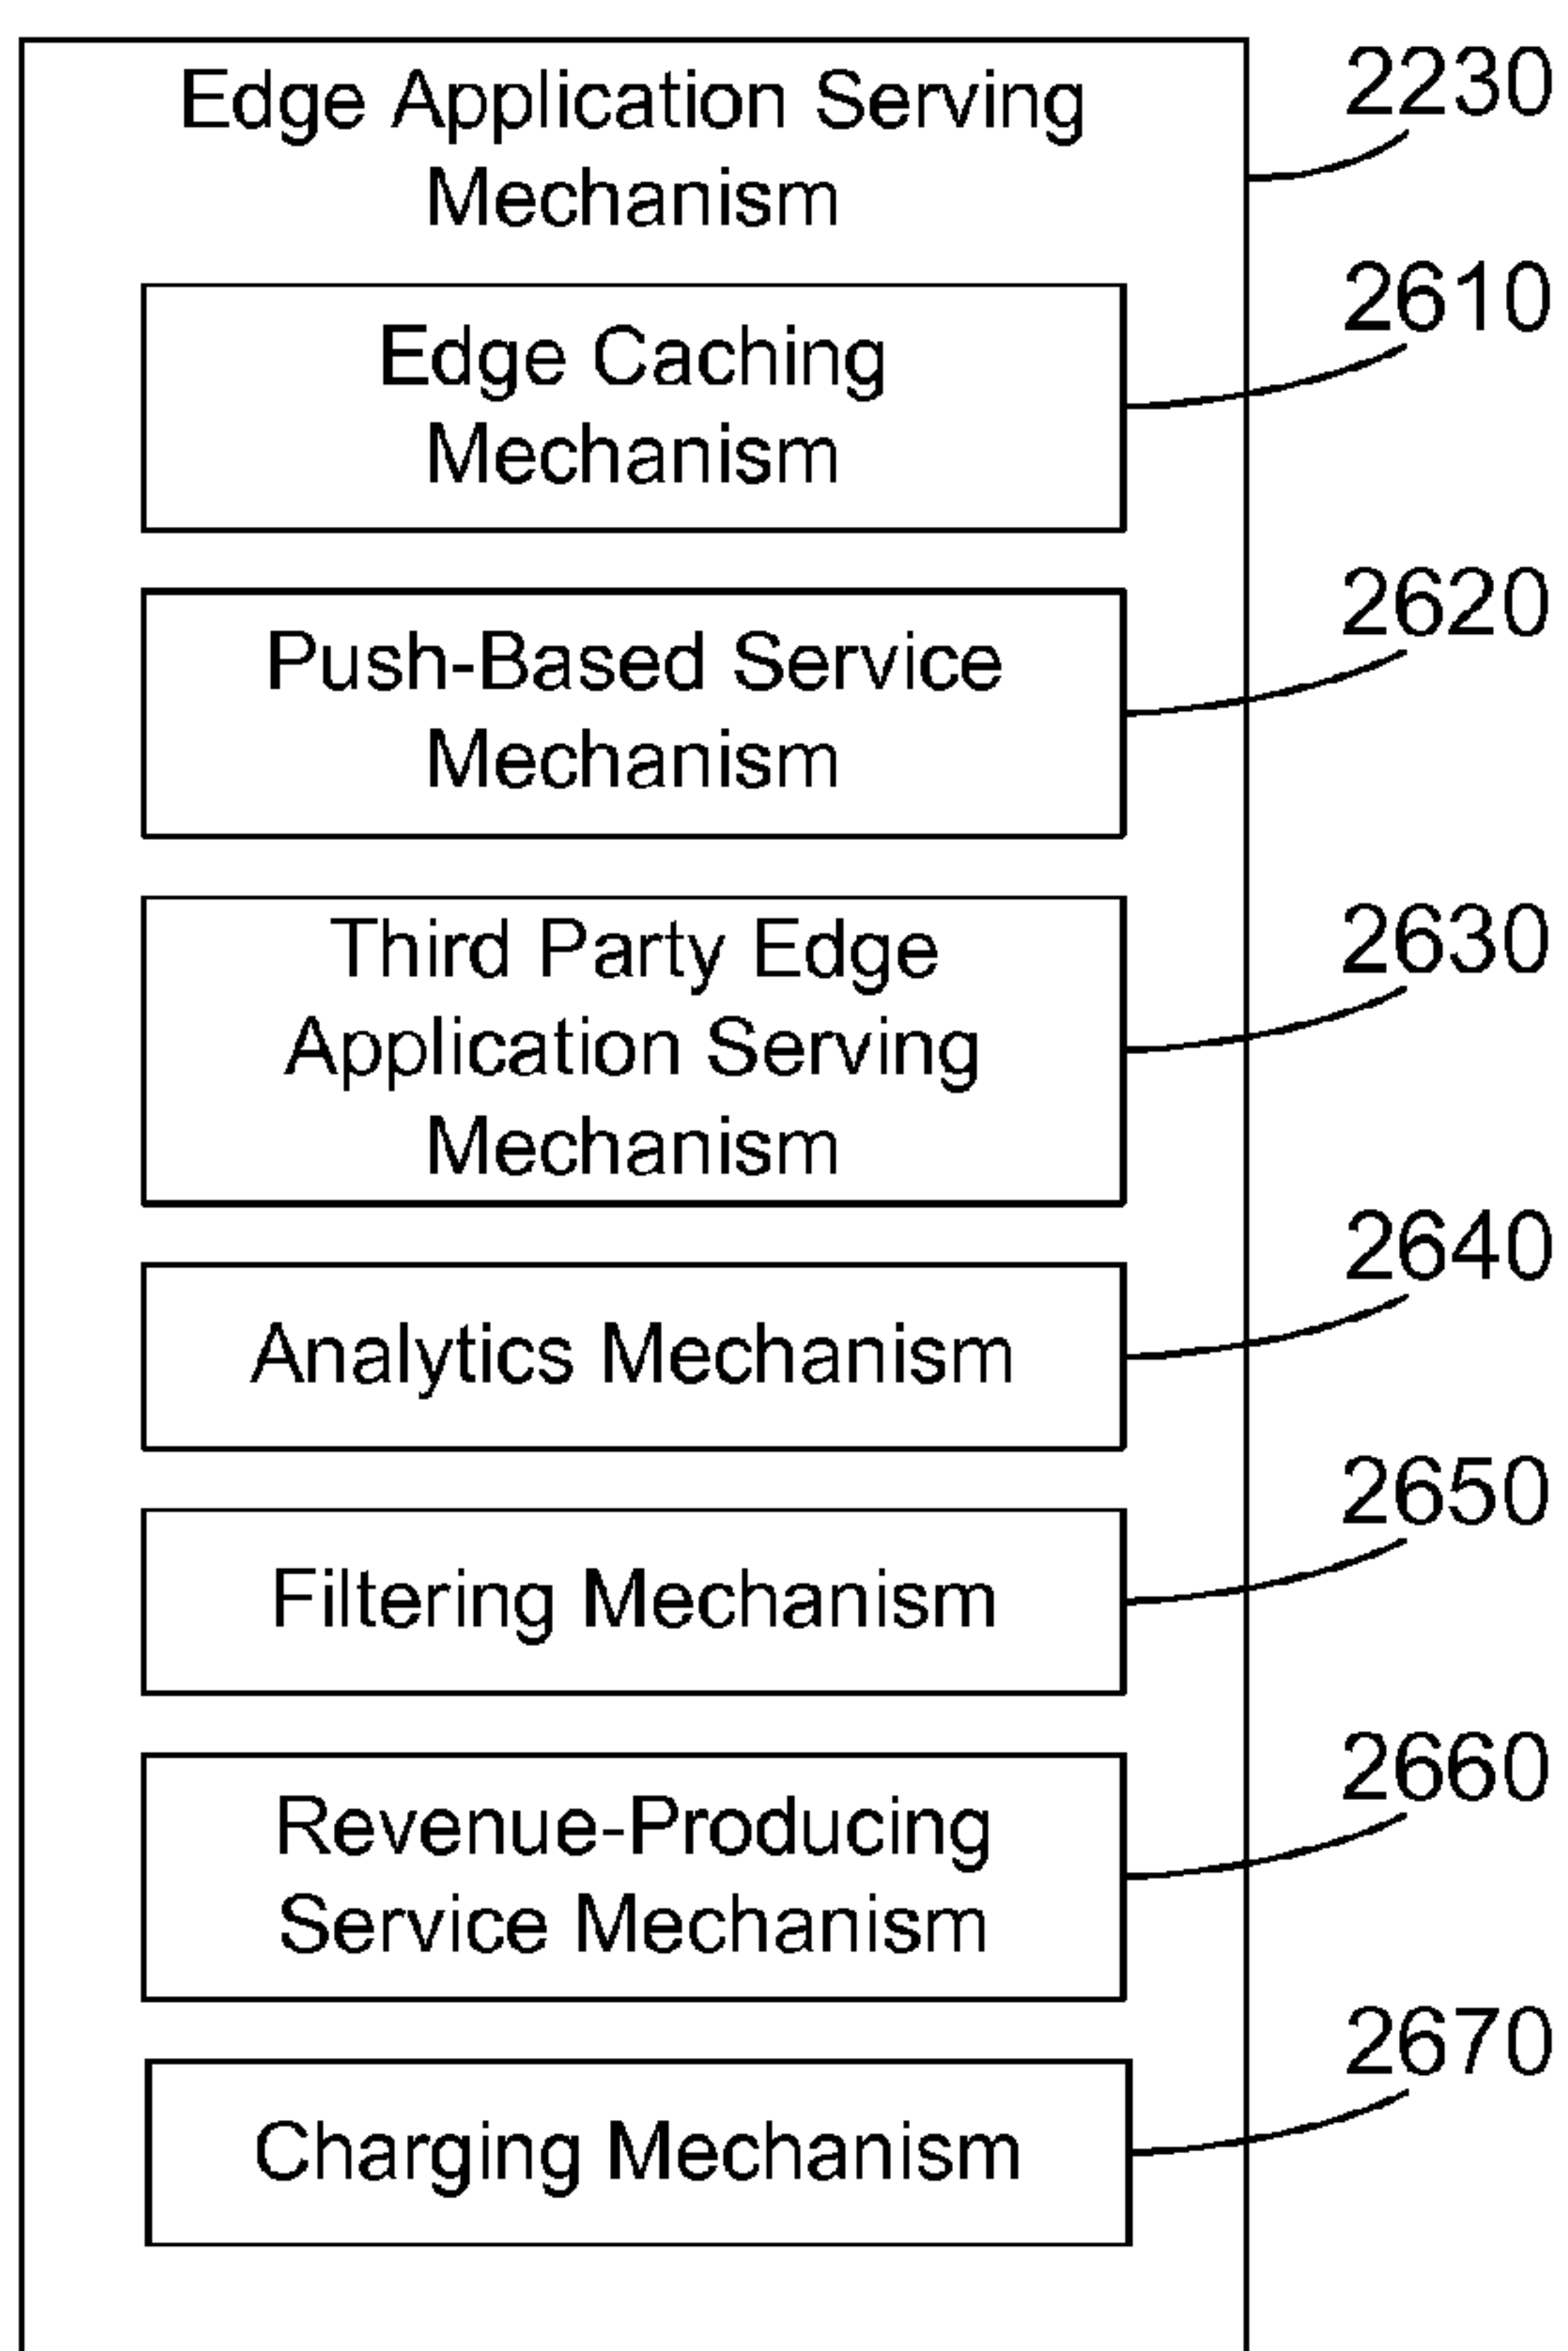 Edge Application Serving
Mechanism
2230
Edge Caching
Mechanism
2610
Push-Based Service
Mechanism
2620
Third Party Edge
Application Serving
Mechanism
2630
Analytics Mechanism
2640
Filtering Mechanism
2650
Revenue-Producing
Service Mechanism
2660
Charging Mechanism
2670